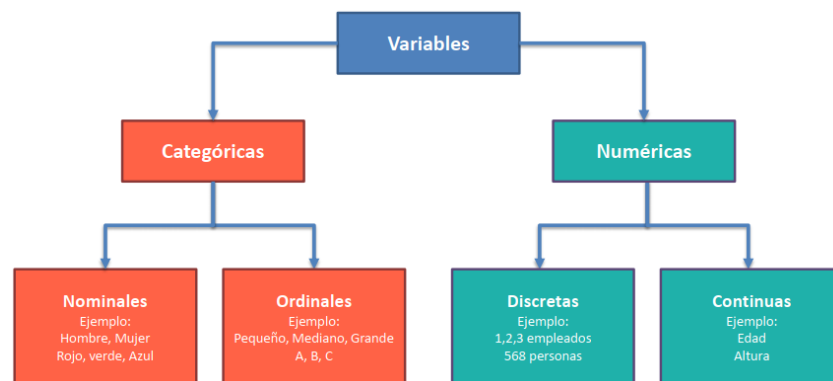 Variables
Categóricas
Numéricas
Nominales
Ejemplo:
Hombre, Mujer
Rojo, verde, Azul
Ordinales
Ejemplo:
Pequeño, Mediano, Grande
A, B, C
Discretas
Ejemplo:
1,2,3 empleados
568 personas
Continuas
Ejemplo:
Edad
Altura